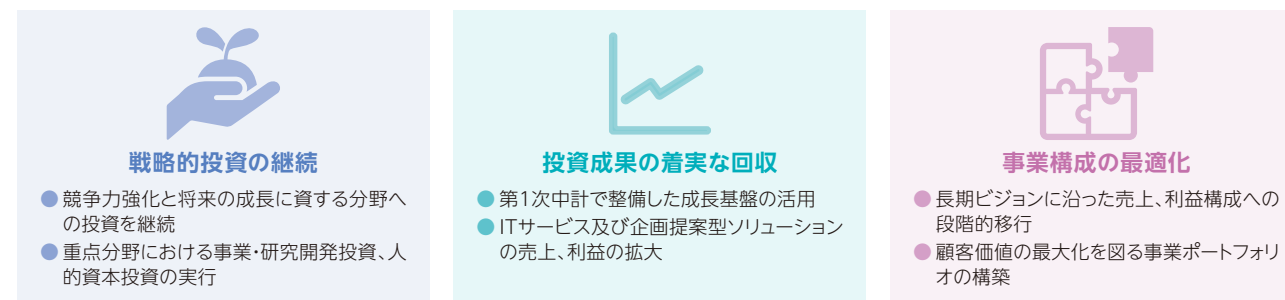 戦略的投資の継続
●競争力強化と将来の成長に資する分野へ
の投資を継続
●重点分野における事業・研究開発投資、人
的資本投資の実行
投資成果の着実な回収
●第1次中計で整備した成長基盤の活用
●ITサービス及び企画提案型ソリューション
の売上、利益の拡大
事業構成の最適化
●長期ビジョンに沿った売上、利益構成への
段階的移行
●顧客価値の最大化を図る事業ポートフォリ
オの構築